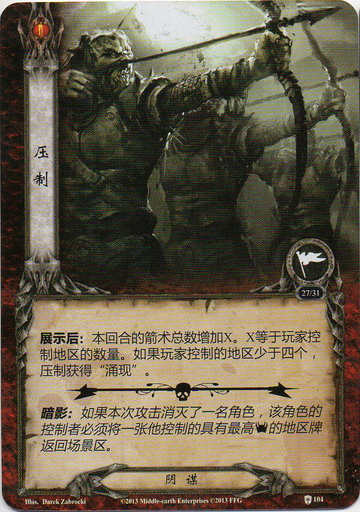 压制
27/31
展示后：本回合的箭术总数增加X。X等于玩家控
制地区的数量。如果玩家控制的地区少于四个，
压制获得“涌现”。
暗影：如果本次攻击消灭了一名角色，该角色的
控制者必须将一张他控制的具有最高的地区牌
返回场景区。
阴谋
Illus. Darek Zabrocki
©2013 Middle-earth Enterprises ©2013 FFG
104